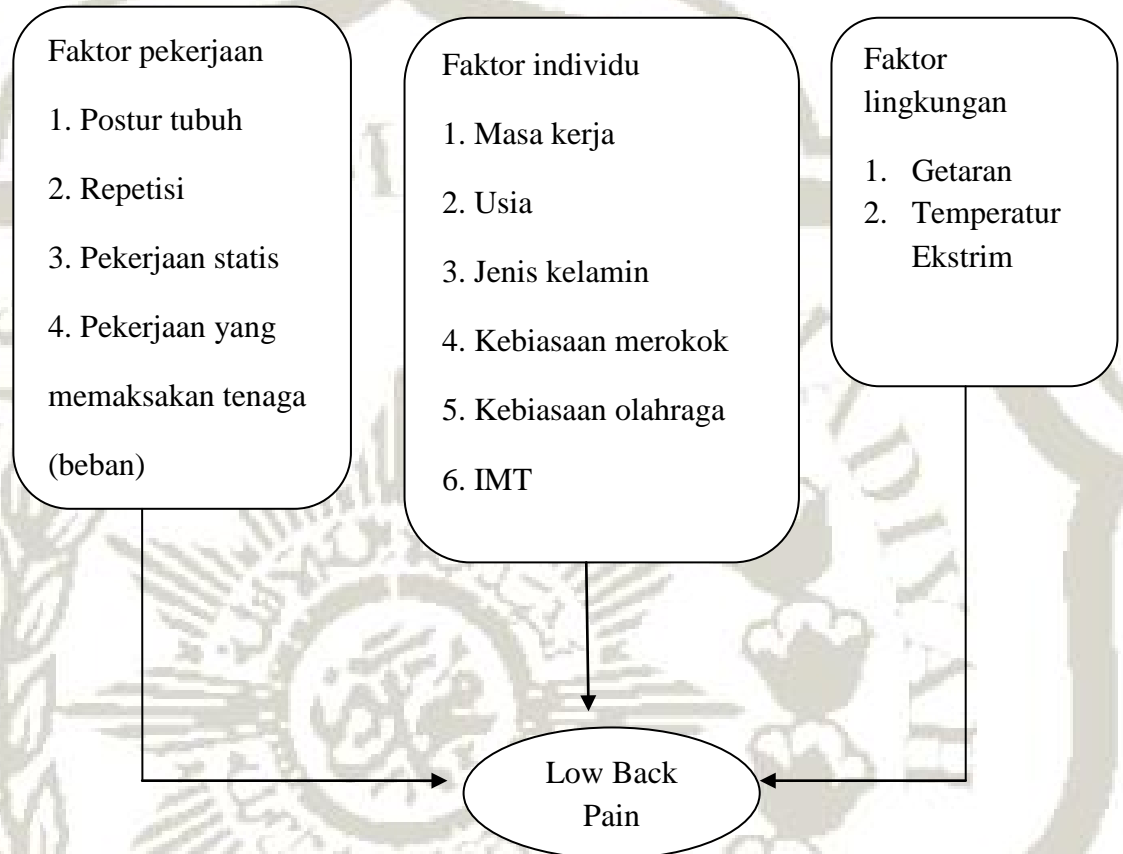 Faktor pekerjaan
1. Postur tubuh
2. Repetisi
3. Pekerjaan statis
4. Pekerjaan yang
memaksakan tenaga
(beban)
Faktor individu
1. Masa kerja
2. Usia
3. Jenis kelamin
4. Kebiasaan merokok
5. Kebiasaan olahraga
6. IMT
Faktor
lingkungan
1. Getaran
2. Temperatur
Ekstrim
Low Back
Pain